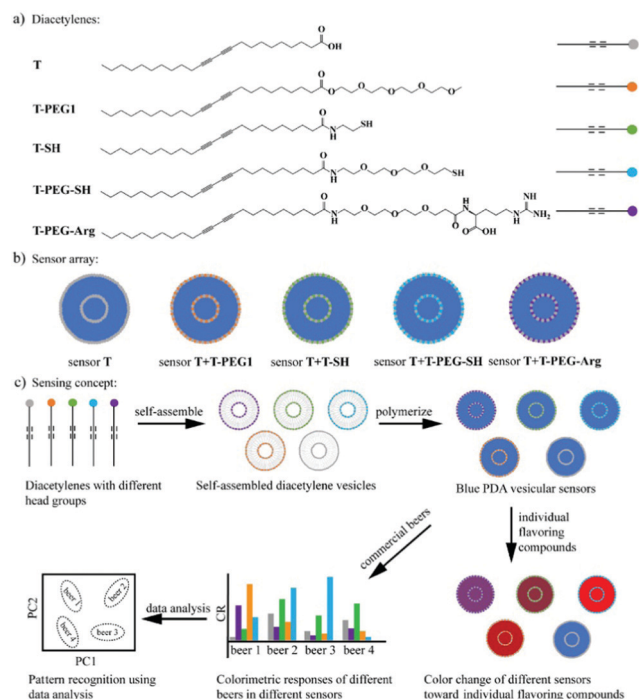 a) Diacetylenes:
O
OH
T
O
O O O O O
T-PEG1
O SH
N
H
T-SH
O
N O O O SH
H
T-PEG-SH
O NH
N O O O N N NH2
H O H H
O OH
T-PEG-Arg
b) Sensor array:
sensor T sensor T+T-PEG1 sensor T+T-SH sensor T+T-PEG-SH sensor T+T-PEG-Arg
c) Sensing concept:
self-assemble
polymerize
Diacetylenes with different
head groups
Self-assembled diacetylene vesicles
Blue PDA vesicular sensors
commercial beers
individual
flavoring
compounds
PC2
beer 1
beer 2
beer 3
beer 4
PC1
data analysis
CR
beer 1 beer 2 beer 3 beer 4
Pattern recognition using
data analysis
Colorimetric responses of different
beers in different sensors
Color change of different sensors
toward individual flavoring compounds